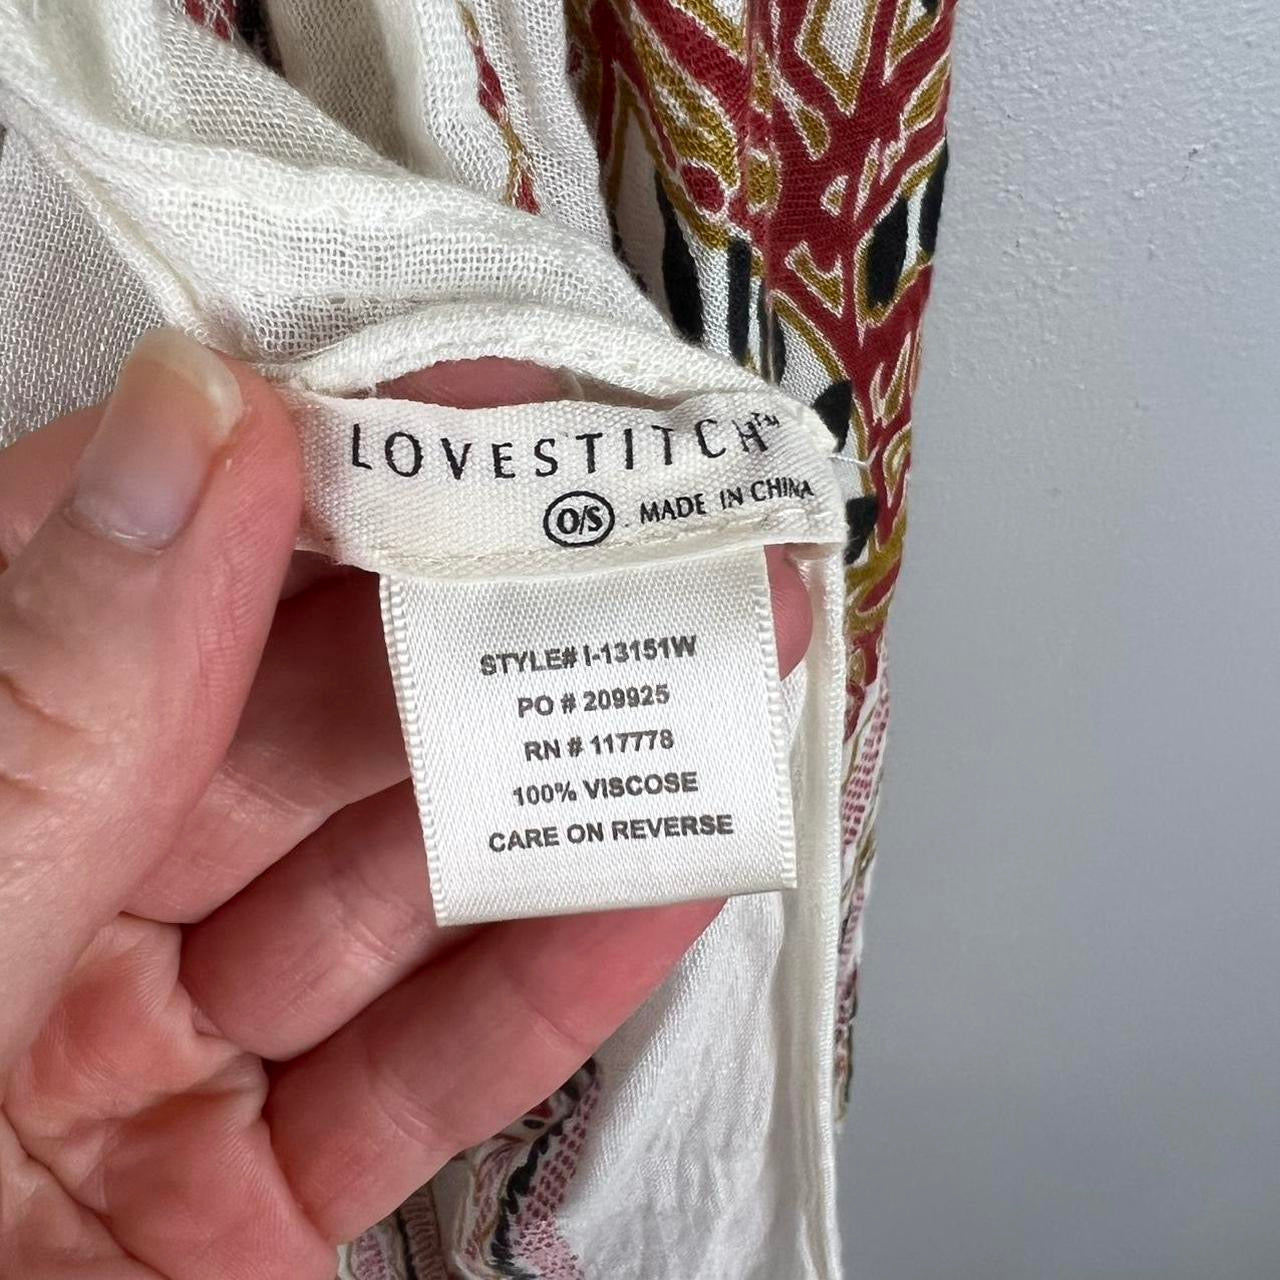 LOVESTITCH™
O/S . MADE IN CHINA
STYLE# I-13151W
PO # 209925
RN # 117778
100% VISCOSE
CARE ON REVERSE